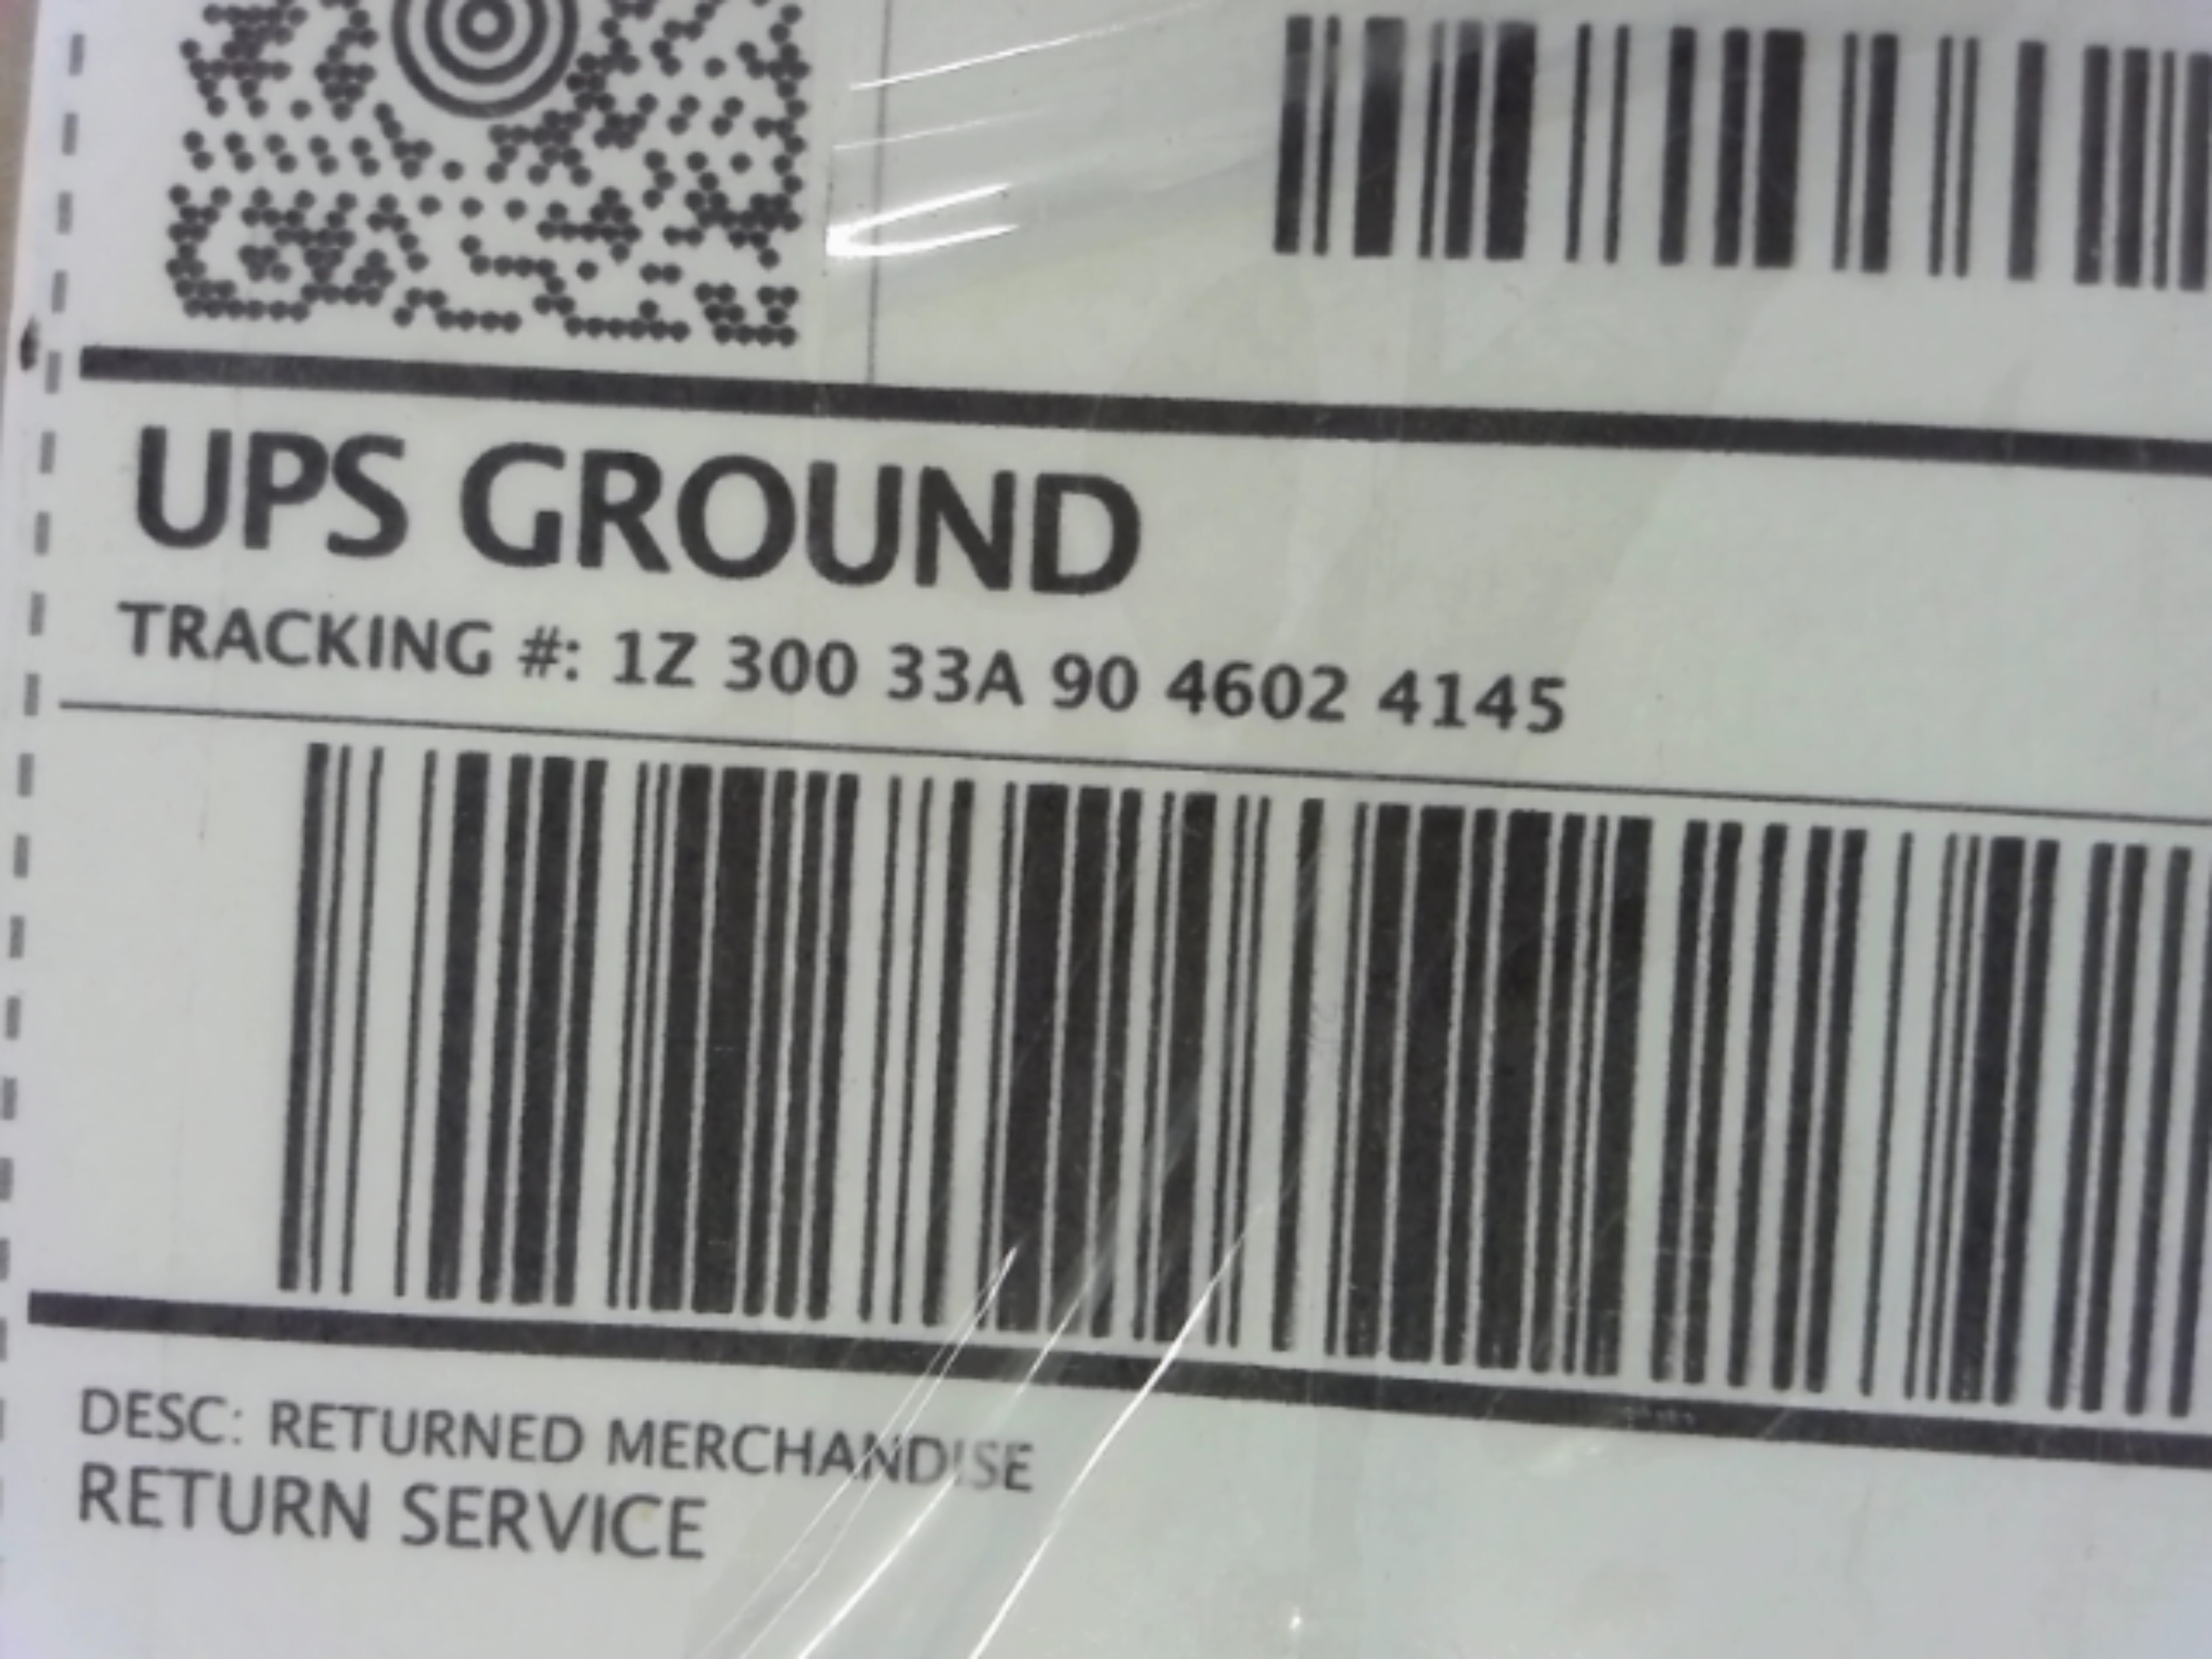 UPS GROUND
TRACKING #: 1Z 300 33A 90 4602 4145
DESC: RETURNED MERCHANDISE
RETURN SERVICE